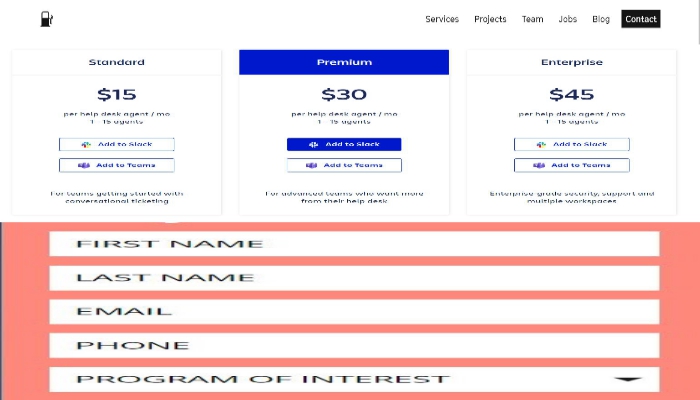 Services Projects Team Jobs Blog Contact
Standard
$15
per help desk agent / mo
1 - 15 agents
Add to Slack
Add to Teams
For teams getting started with
conversational ticketing
Premium
$30
per help desk agent / mo
1 - 15 agents
Add to Slack
Add to Teams
For advanced teams who want more
from their help desk
Enterprise
$45
per help desk agent / mo
1 - 15 agents
Add to Slack
Add to Teams
Enterprise grade security, support and
multiple workspaces
FIRST NAME
LAST NAME
EMAIL
PHONE
PROGRAM OF INTEREST